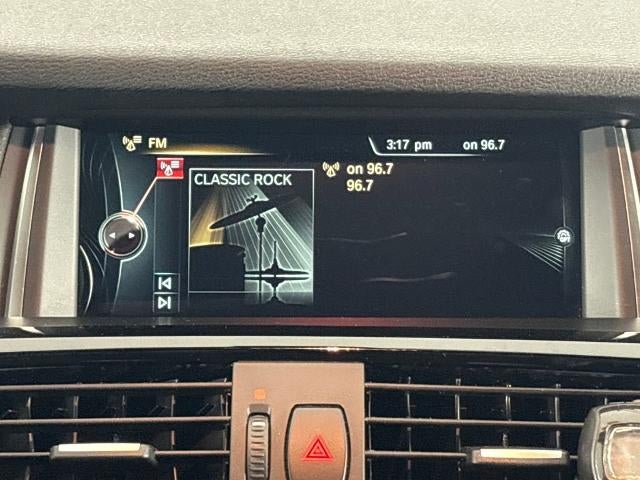 FM
3:17 pm
on 96.7
CLASSIC ROCK
on 96.7
96.7